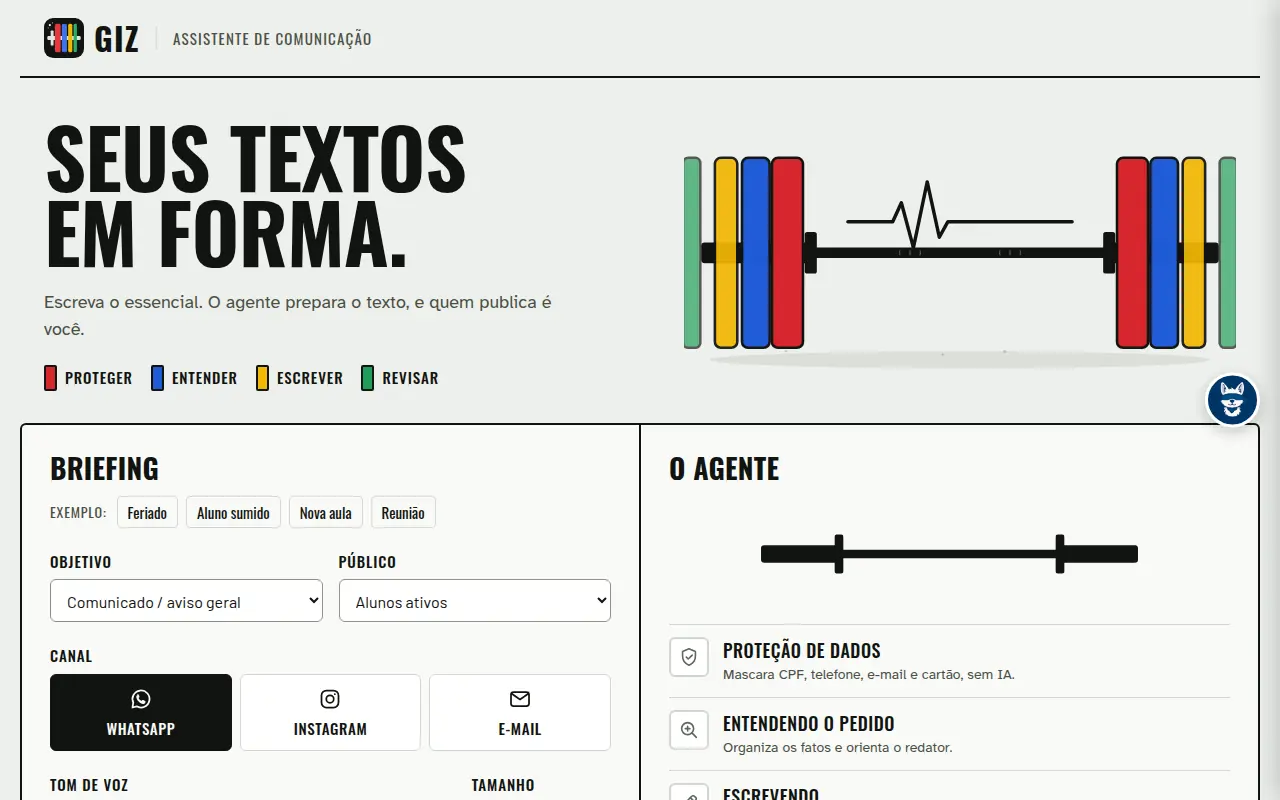 GIZ
ASSISTENTE DE COMUNICAÇÃO
SEUS TEXTOS
EM FORMA.
Escreva o essencial. O agente prepara o texto, e quem publica é
você.
PROTEGER ENTENDER ESCREVER REVISAR
BRIEFING
EXEMPLO: Feriado Aluno sumido Nova aula Reunião
OBJETIVO PÚBLICO
Comunicado / aviso geral Alunos ativos
CANAL
WHATSAPP INSTAGRAM E-MAIL
TOM DE VOZ TAMANHO
O AGENTE
PROTEÇÃO DE DADOS
Mascara CPF, telefone, e-mail e cartão, sem IA.
ENTENDENDO O PEDIDO
Organiza os fatos e orienta o redator.
ESCREVENDO